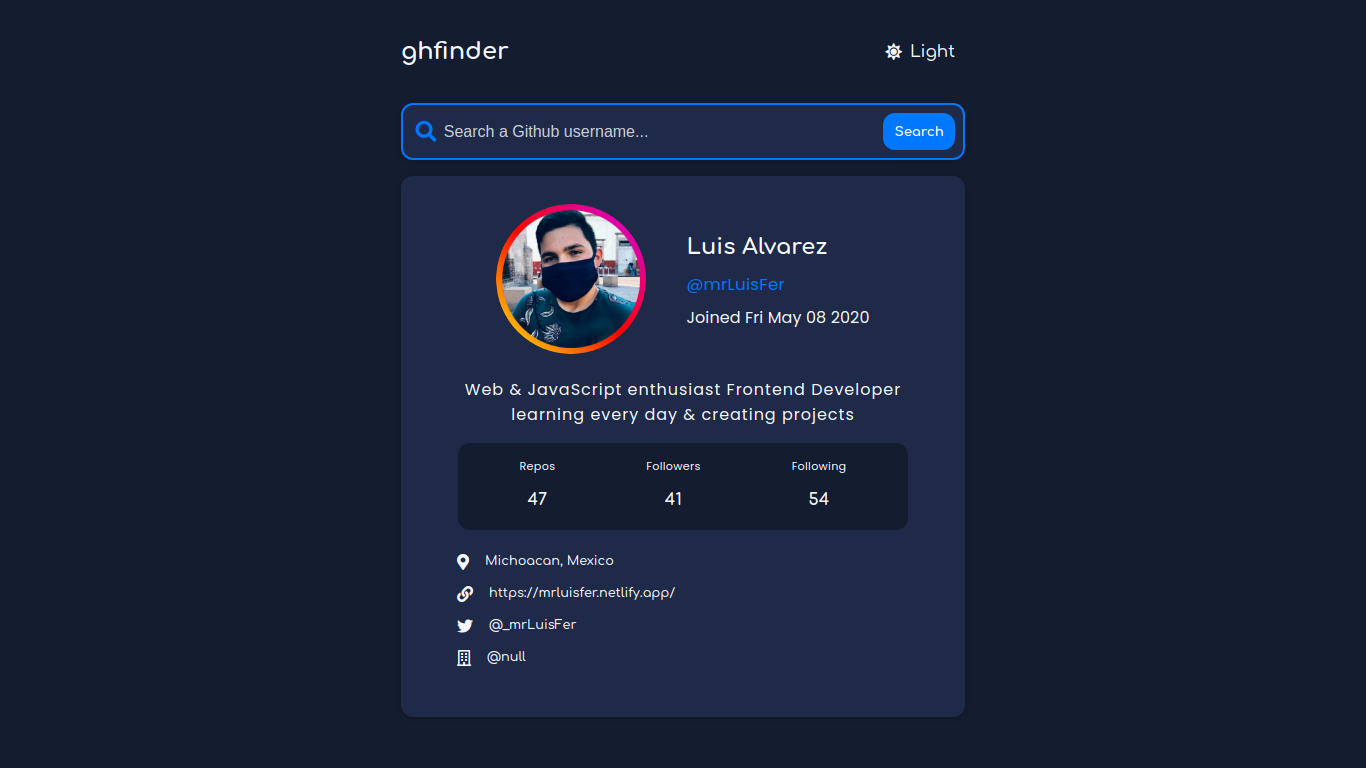 ghfinder
Light
Search a Github username...
Search
Luis Alvarez
@mrLuisFer
Joined Fri May 08 2020
Web & JavaScript enthusiast Frontend Developer
learning every day & creating projects
Repos Followers Following
47 41 54
Michoacan, Mexico
https://mrluisfer.netlify.app/
@_mrLuisFer
@null